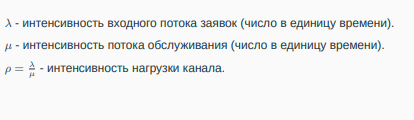 λ - интенсивность входного потока заявок (число в единицу времени).
μ - интенсивность потока обслуживания (число в единицу времени).
ρ = λ/μ - интенсивность нагрузки канала.